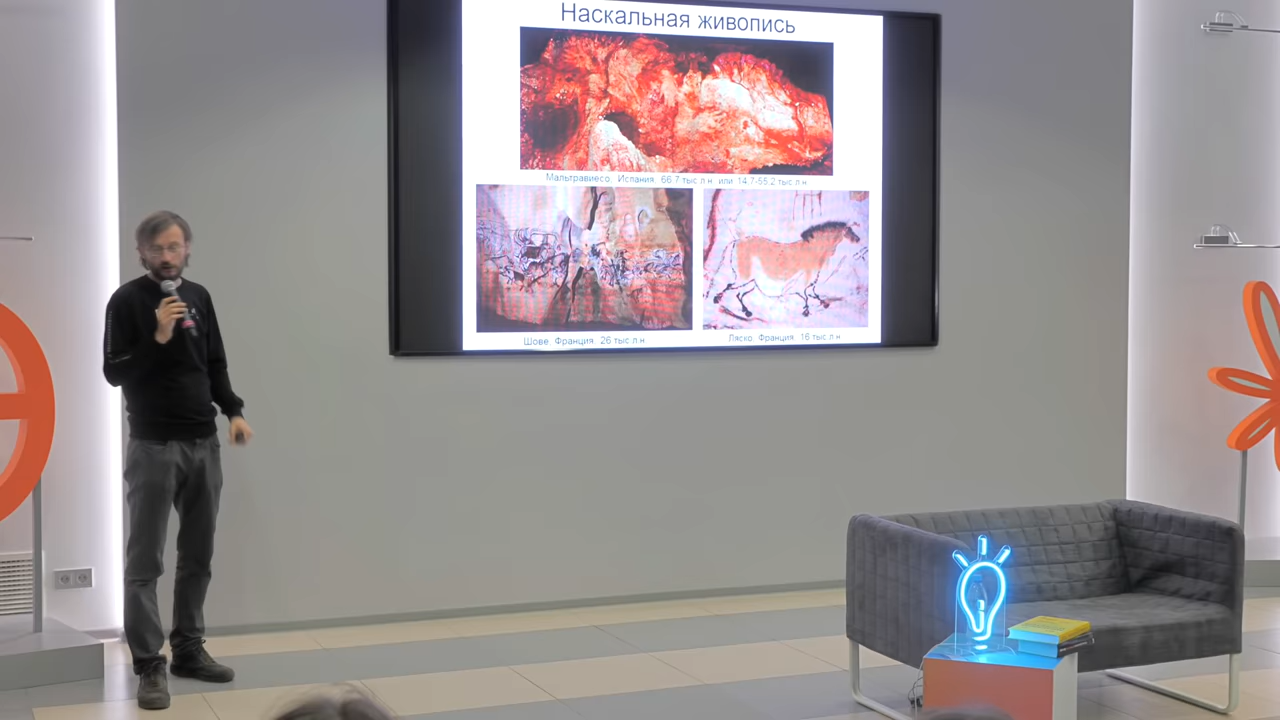 Наскальная живопись
Мальтравиесо. Испания. 66.7 тыс.л.н. или 14.7-55.2 тыс.л.н.
Шове. Франция. 26 тыс.л.н.
Ляско. Франция. 16 тыс.л.н.